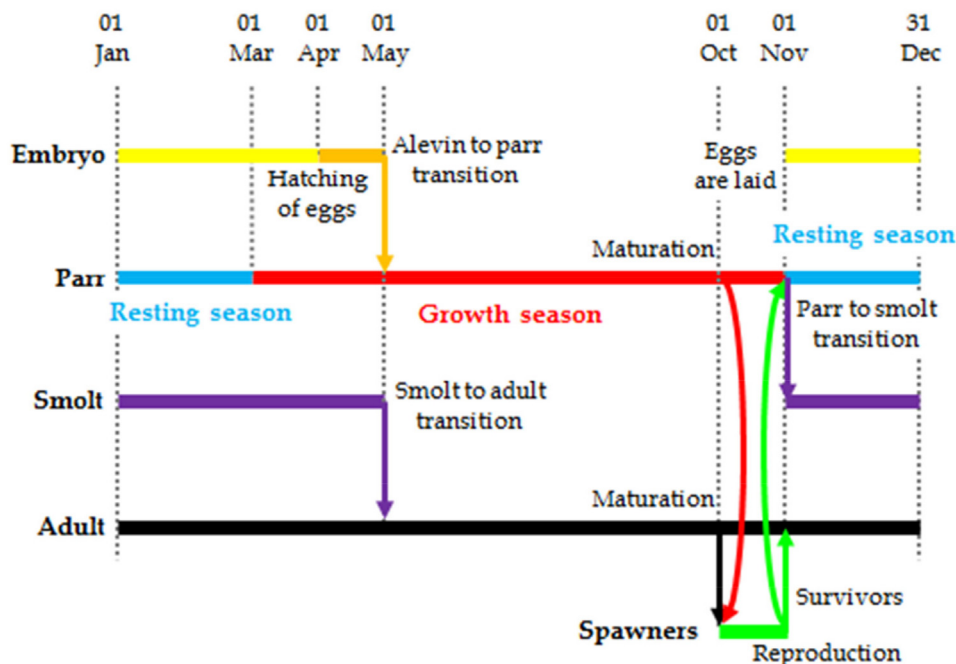 01 01 01 01 01 01 31
Jan Mar Apr May Oct Nov Dec
Embryo
Alevin to parr
transition
Eggs
are laid
Hatching
of eggs
Maturation
Resting season
Parr
Resting season
Growth season
Parr to smolt
transition
Smolt
Smolt to adult
transition
Maturation
Adult
Survivors
Spawners
Reproduction